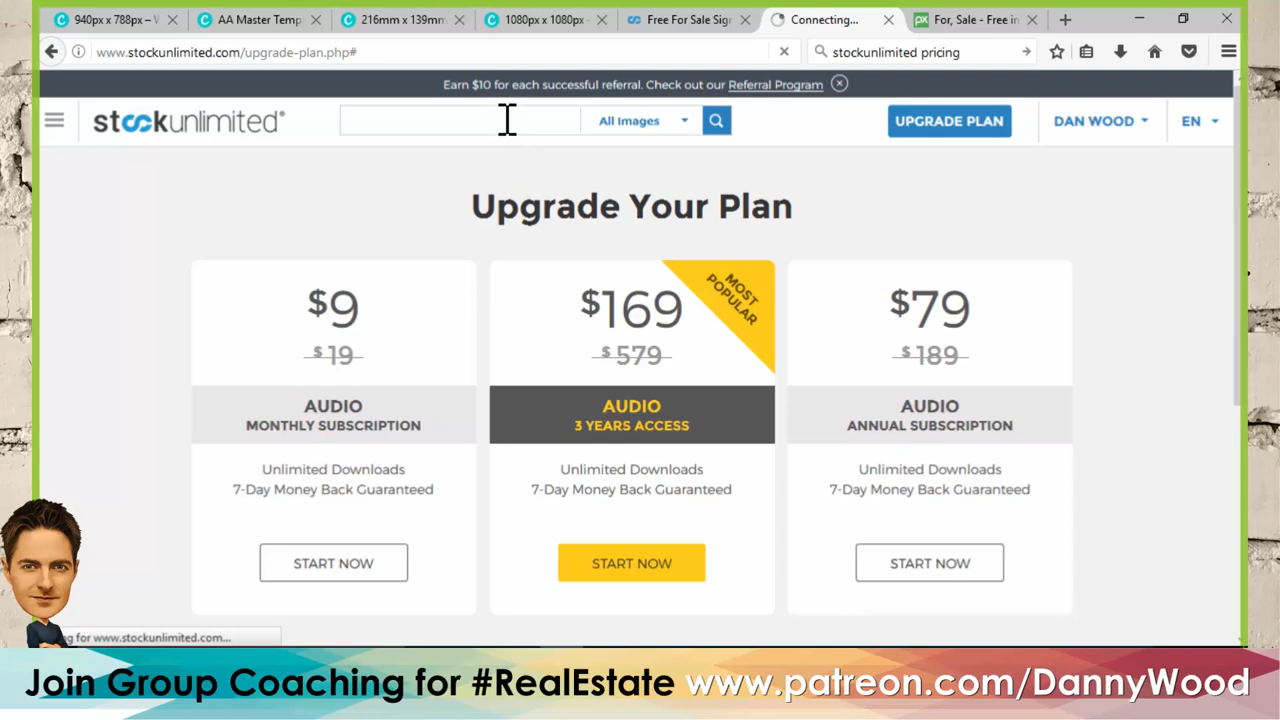 940px x 788px – W
AA Master Temp
216mm x 139mm
1080px x 1080px -
Free For Sale Sig
Connecting...
For, Sale - Free in
www.stockunlimited.com/upgrade-plan.php#
stockunlimited pricing
Earn $10 for each successful referral. Check out our Referral Program
stockunlimited®
All Images
UPGRADE PLAN
DAN WOOD
EN
Upgrade Your Plan
$9
$19
AUDIO
MONTHLY SUBSCRIPTION
Unlimited Downloads
7-Day Money Back Guaranteed
START NOW
MOST
POPULAR
$169
$579
AUDIO
3 YEARS ACCESS
Unlimited Downloads
7-Day Money Back Guaranteed
START NOW
$79
$189
AUDIO
ANNUAL SUBSCRIPTION
Unlimited Downloads
7-Day Money Back Guaranteed
START NOW
g for www.stockunlimited.com...
Join Group Coaching for #RealEstate www.patreon.com/DannyWood